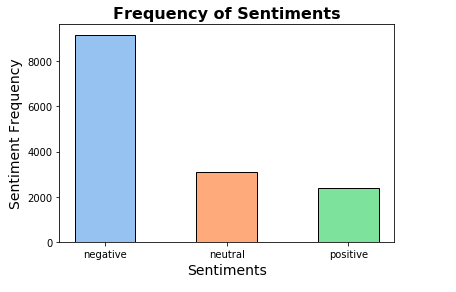 Frequency of Sentiments
Sentiment Frequency
8000
6000
4000
2000
0
negative neutral positive
Sentiments